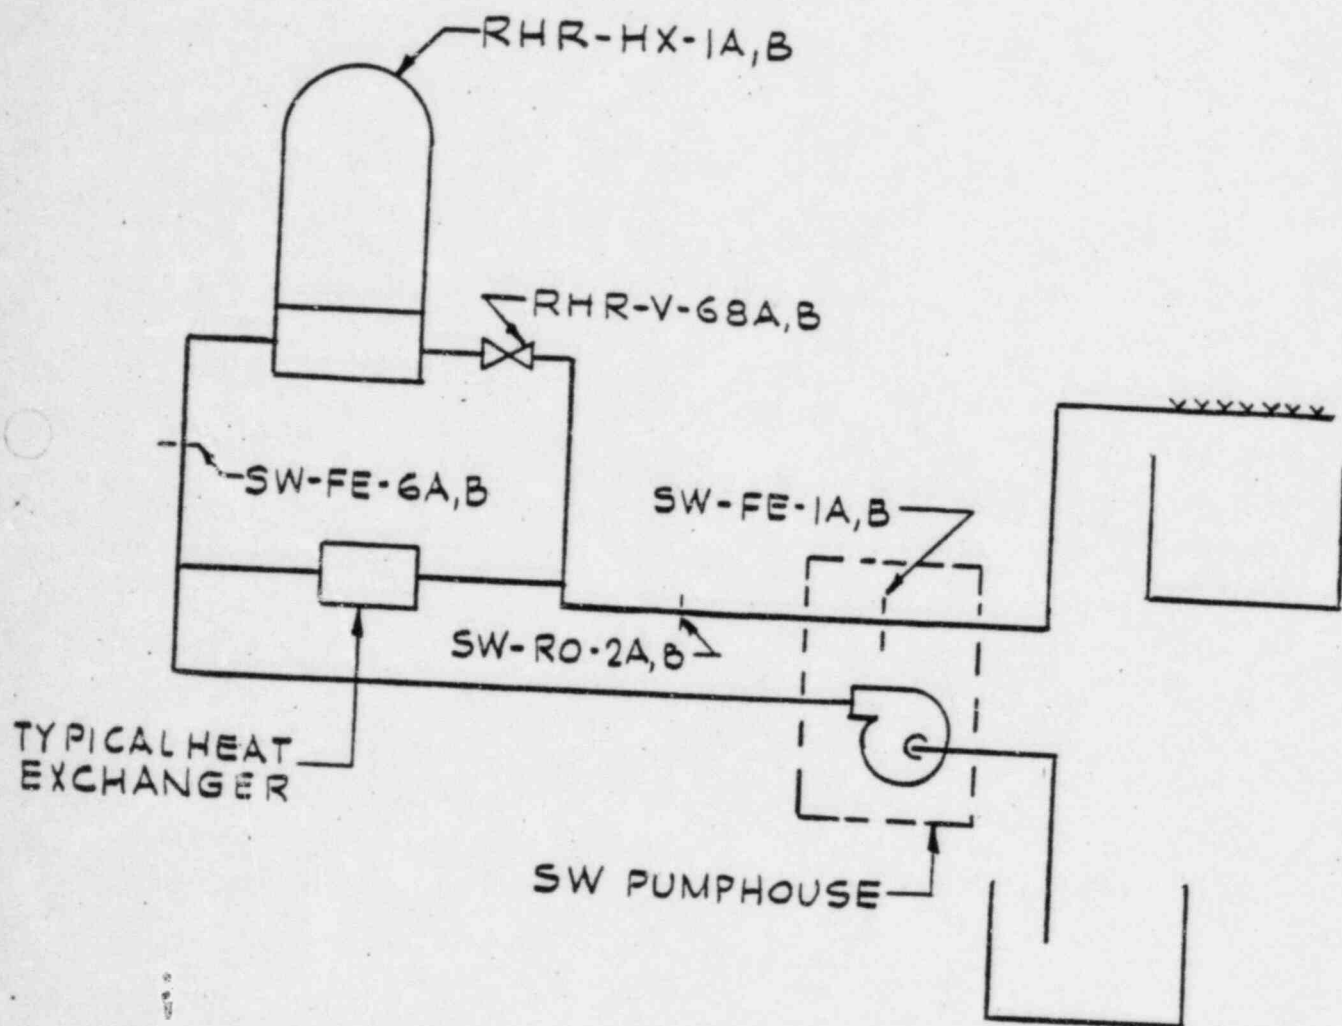 RHR-HX-1A,B
RHR-V-68A,B
SW-FE-6A,B
SW-FE-1A,B
SW-RO-2A,B
TYPICAL HEAT
EXCHANGER
SW PUMPHOUSE